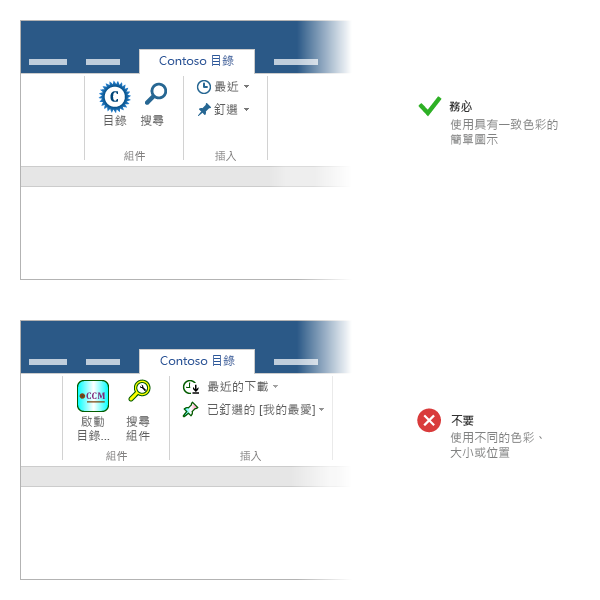 Contoso 目錄
C
目錄
搜尋
最近
釘選
組件
插入
務必
使用具有一致色彩的
簡單圖示
Contoso 目錄
CCM
啟動
目錄...
搜尋
組件
最近的下載
已釘選的 [我的最愛]
組件
插入
不要
使用不同的色彩、
大小或位置